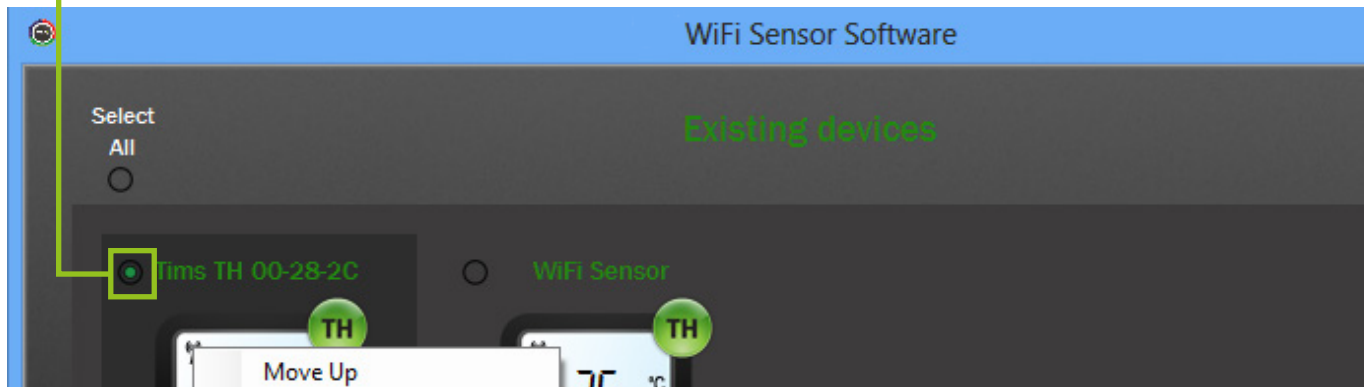 WiFi Sensor Software
Select
All
Existing devices
Tims TH 00-28-2C
WiFi Sensor
TH
TH
Move Up
°C